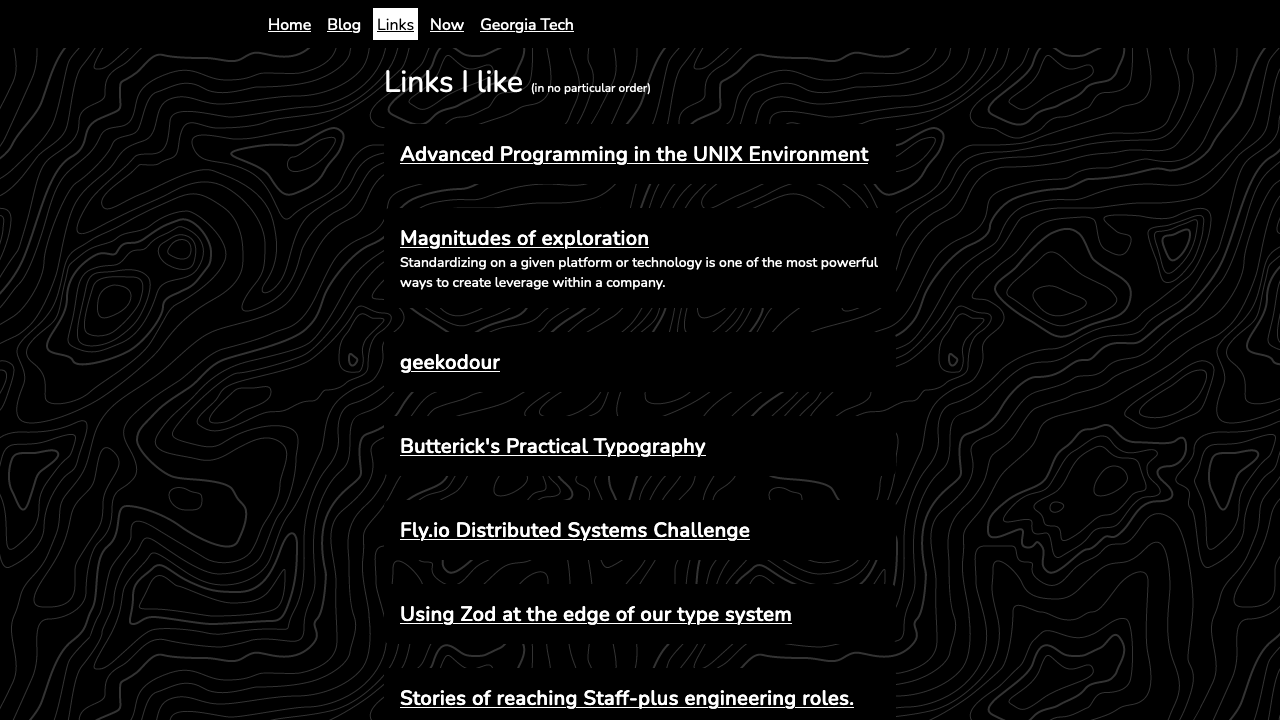 Home Blog Links Now Georgia Tech
Links I like (in no particular order)
Advanced Programming in the UNIX Environment
Magnitudes of exploration
Standardizing on a given platform or technology is one of the most powerful
ways to create leverage within a company.
geekodour
Butterick's Practical Typography
Fly.io Distributed Systems Challenge
Using Zod at the edge of our type system
Stories of reaching Staff-plus engineering roles.